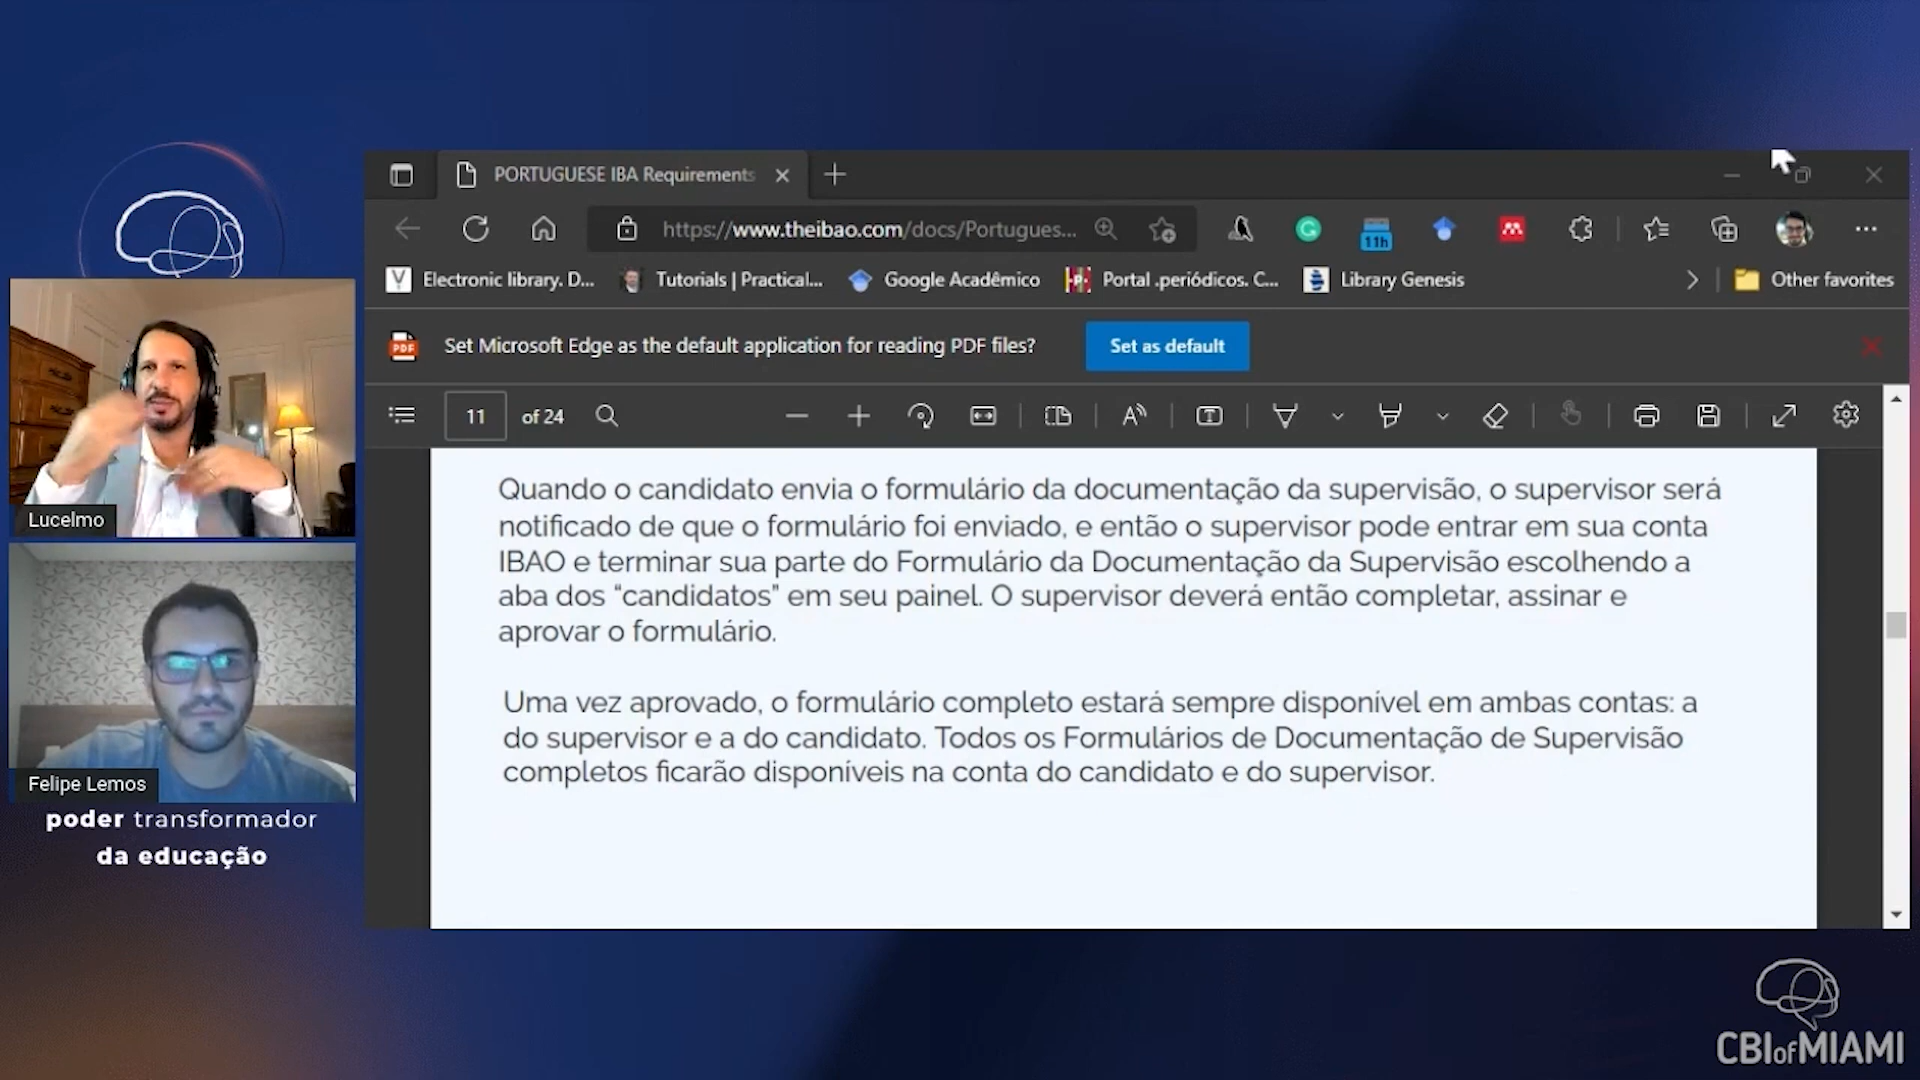 PORTUGUESE IBA Requirements
https://www.theibao.com/docs/Portugues...
11h
Electronic library. D...
Tutorials | Practical...
Google Acadêmico
Portal .periódicos. C...
Library Genesis
Other favorites
PDF
Set Microsoft Edge as the default application for reading PDF files?
Set as default
11 of 24
Quando o candidato envia o formulário da documentação da supervisão, o supervisor será
notificado de que o formulário foi enviado, e então o supervisor pode entrar em sua conta
IBAO e terminar sua parte do Formulário da Documentação da Supervisão escolhendo a
aba dos “candidatos” em seu painel. O supervisor deverá então completar, assinar e
aprovar o formulário.
Uma vez aprovado, o formulário completo estará sempre disponível em ambas contas: a
do supervisor e a do candidato. Todos os Formulários de Documentação de Supervisão
completos ficarão disponíveis na conta do candidato e do supervisor.
Lucelmo
Felipe Lemos
poder transformador
da educação
CBIofMIAMI